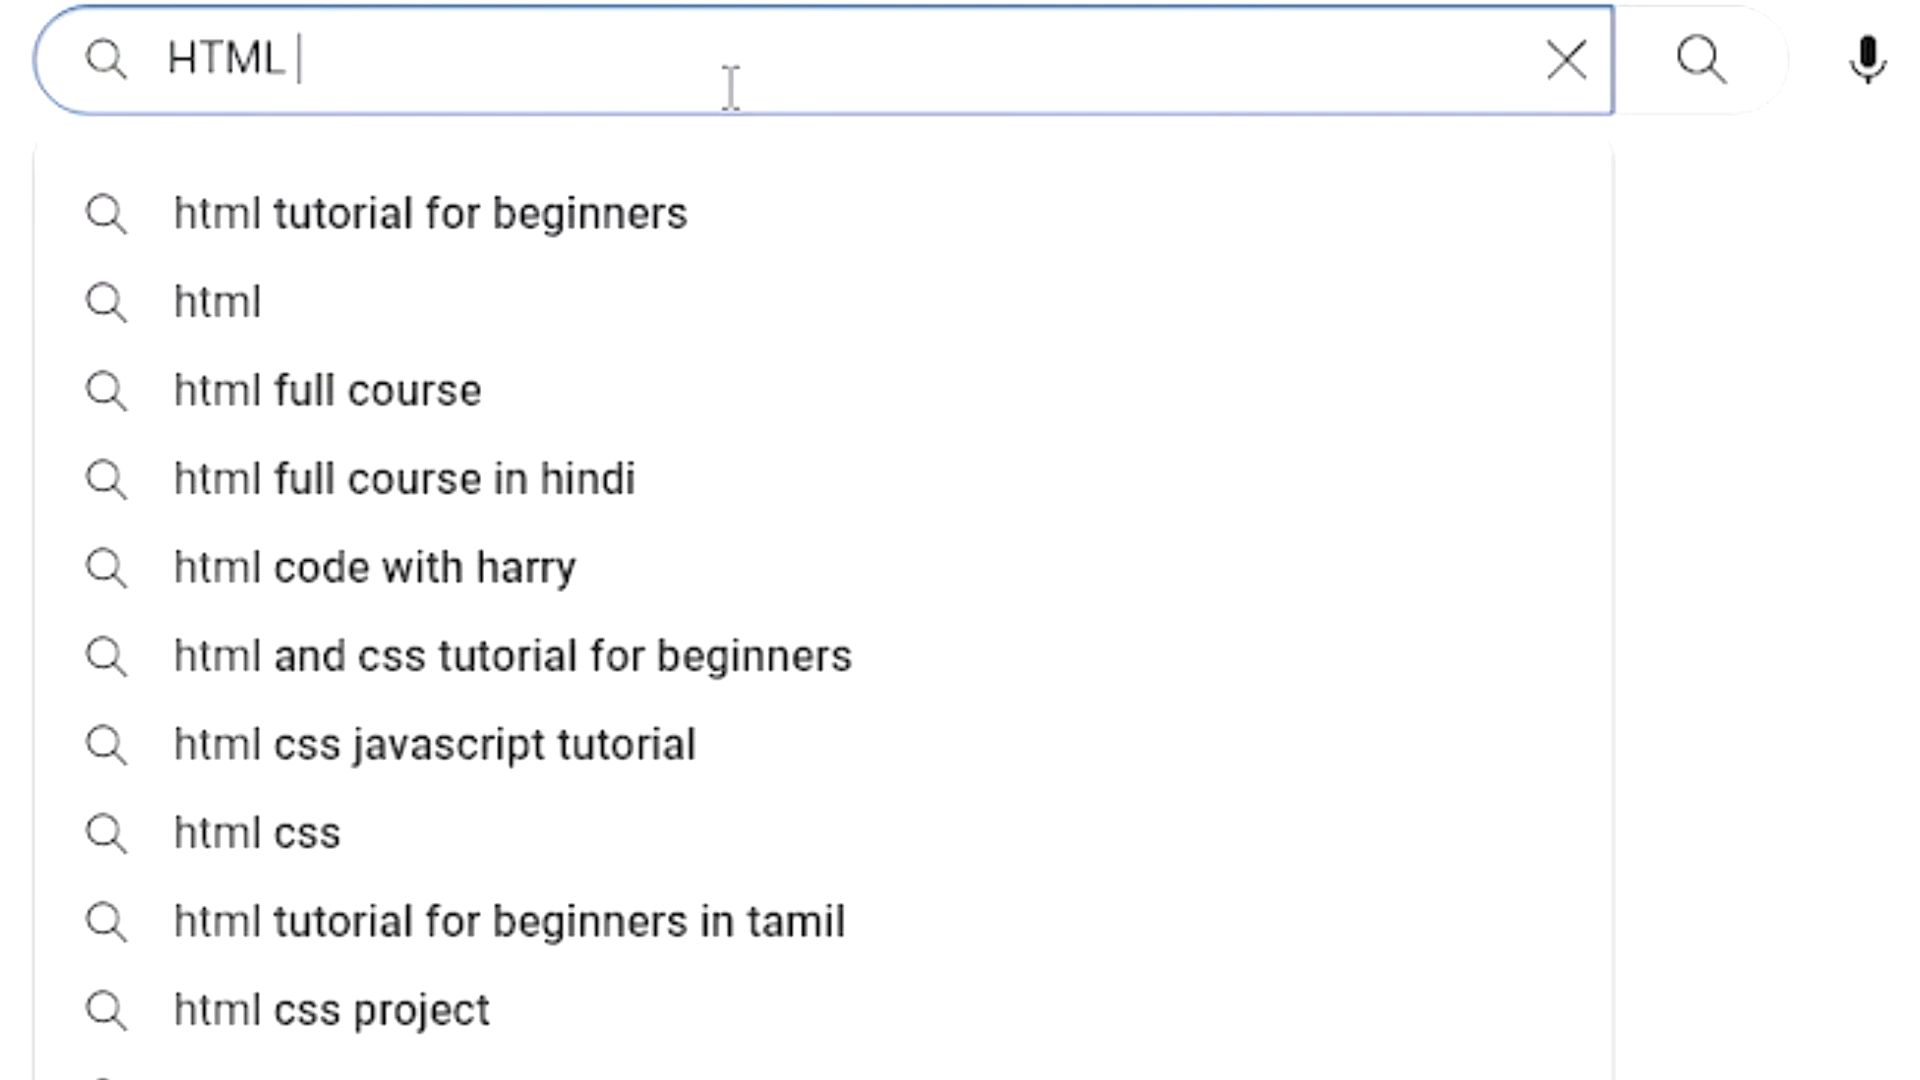 HTML
html tutorial for beginners
html
html full course
html full course in hindi
html code with harry
html and css tutorial for beginners
html css javascript tutorial
html css
html tutorial for beginners in tamil
html css project